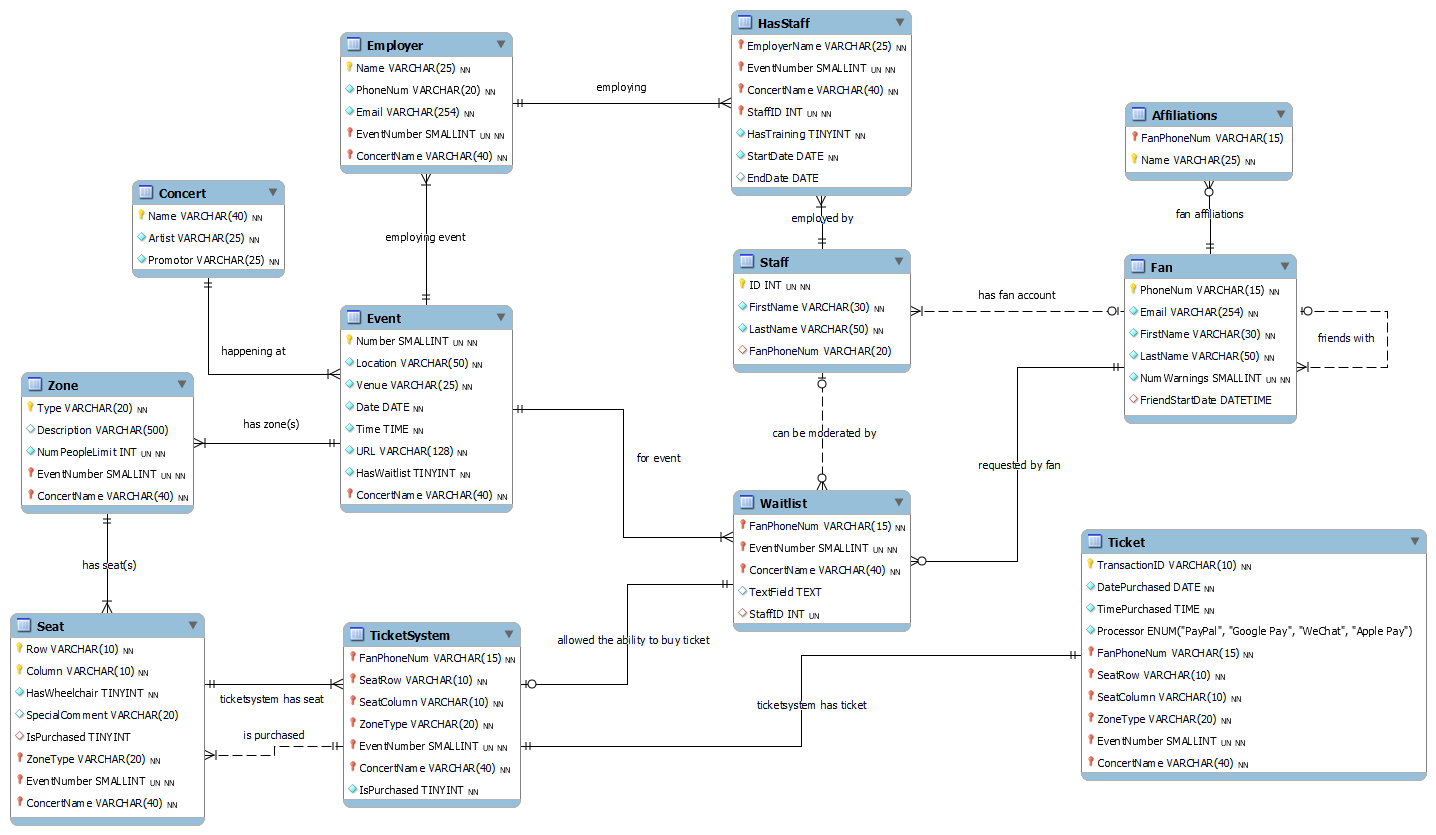 HasStaff
EmployerName VARCHAR(25) NN
EventNumber SMALLINT UN NN
ConcertName VARCHAR(40) NN
StaffID INT UN NN
HasTraining TINYINT NN
StartDate DATE NN
EndDate DATE
Employer
Name VARCHAR(25) NN
PhoneNum VARCHAR(20) NN
Email VARCHAR(254) NN
EventNumber SMALLINT UN NN
ConcertName VARCHAR(40) NN
employing
Affiliations
FanPhoneNum VARCHAR(15)
Name VARCHAR(25) NN
Concert
Name VARCHAR(40) NN
Artist VARCHAR(25) NN
Promotor VARCHAR(25) NN
employing event
employed by
fan affiliations
Staff
ID INT UN NN
FirstName VARCHAR(30) NN
LastName VARCHAR(50) NN
FanPhoneNum VARCHAR(20)
has fan account
Fan
PhoneNum VARCHAR(15) NN
Email VARCHAR(254) NN
FirstName VARCHAR(30) NN
LastName VARCHAR(50) NN
NumWarnings SMALLINT UN NN
FriendStartDate DATETIME
friends with
Event
Number SMALLINT UN NN
Location VARCHAR(50) NN
Venue VARCHAR(25) NN
Date DATE NN
Time TIME NN
URL VARCHAR(128) NN
HasWaitlist TINYINT NN
ConcertName VARCHAR(40) NN
happening at
Zone
Type VARCHAR(20) NN
Description VARCHAR(500)
NumPeopleLimit INT UN NN
EventNumber SMALLINT UN NN
ConcertName VARCHAR(40) NN
has zone(s)
for event
can be moderated by
requested by fan
Waitlist
FanPhoneNum VARCHAR(15) NN
EventNumber SMALLINT UN NN
ConcertName VARCHAR(40) NN
TextField TEXT
StaffID INT UN
Ticket
TransactionID VARCHAR(10) NN
DatePurchased DATE NN
TimePurchased TIME NN
Processor ENUM("PayPal", "Google Pay", "WeChat", "Apple Pay")
FanPhoneNum VARCHAR(15) NN
SeatRow VARCHAR(10) NN
SeatColumn VARCHAR(10) NN
ZoneType VARCHAR(20) NN
EventNumber SMALLINT UN NN
ConcertName VARCHAR(40) NN
has seat(s)
Seat
Row VARCHAR(10) NN
Column VARCHAR(10) NN
HasWheelchair TINYINT NN
SpecialComment VARCHAR(20)
IsPurchased TINYINT
ZoneType VARCHAR(20) NN
EventNumber SMALLINT UN NN
ConcertName VARCHAR(40) NN
ticketsystem has seat
is purchased
TicketSystem
FanPhoneNum VARCHAR(15) NN
SeatRow VARCHAR(10) NN
SeatColumn VARCHAR(10) NN
ZoneType VARCHAR(20) NN
EventNumber SMALLINT UN NN
ConcertName VARCHAR(40) NN
IsPurchased TINYINT NN
allowed the ability to buy ticket
ticketsystem has ticket